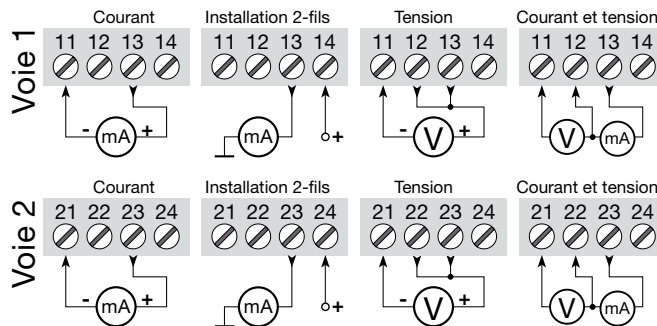 Voie 1
Courant Installation 2-fils Tension Courant et tension
11 12 13 14 11 12 13 14 11 12 13 14 11 12 13 14
- mA + mA + - V + V mA
Voie 2
Courant Installation 2-fils Tension Courant et tension
21 22 23 24 21 22 23 24 21 22 23 24 21 22 23 24
- mA + mA + - V + V mA